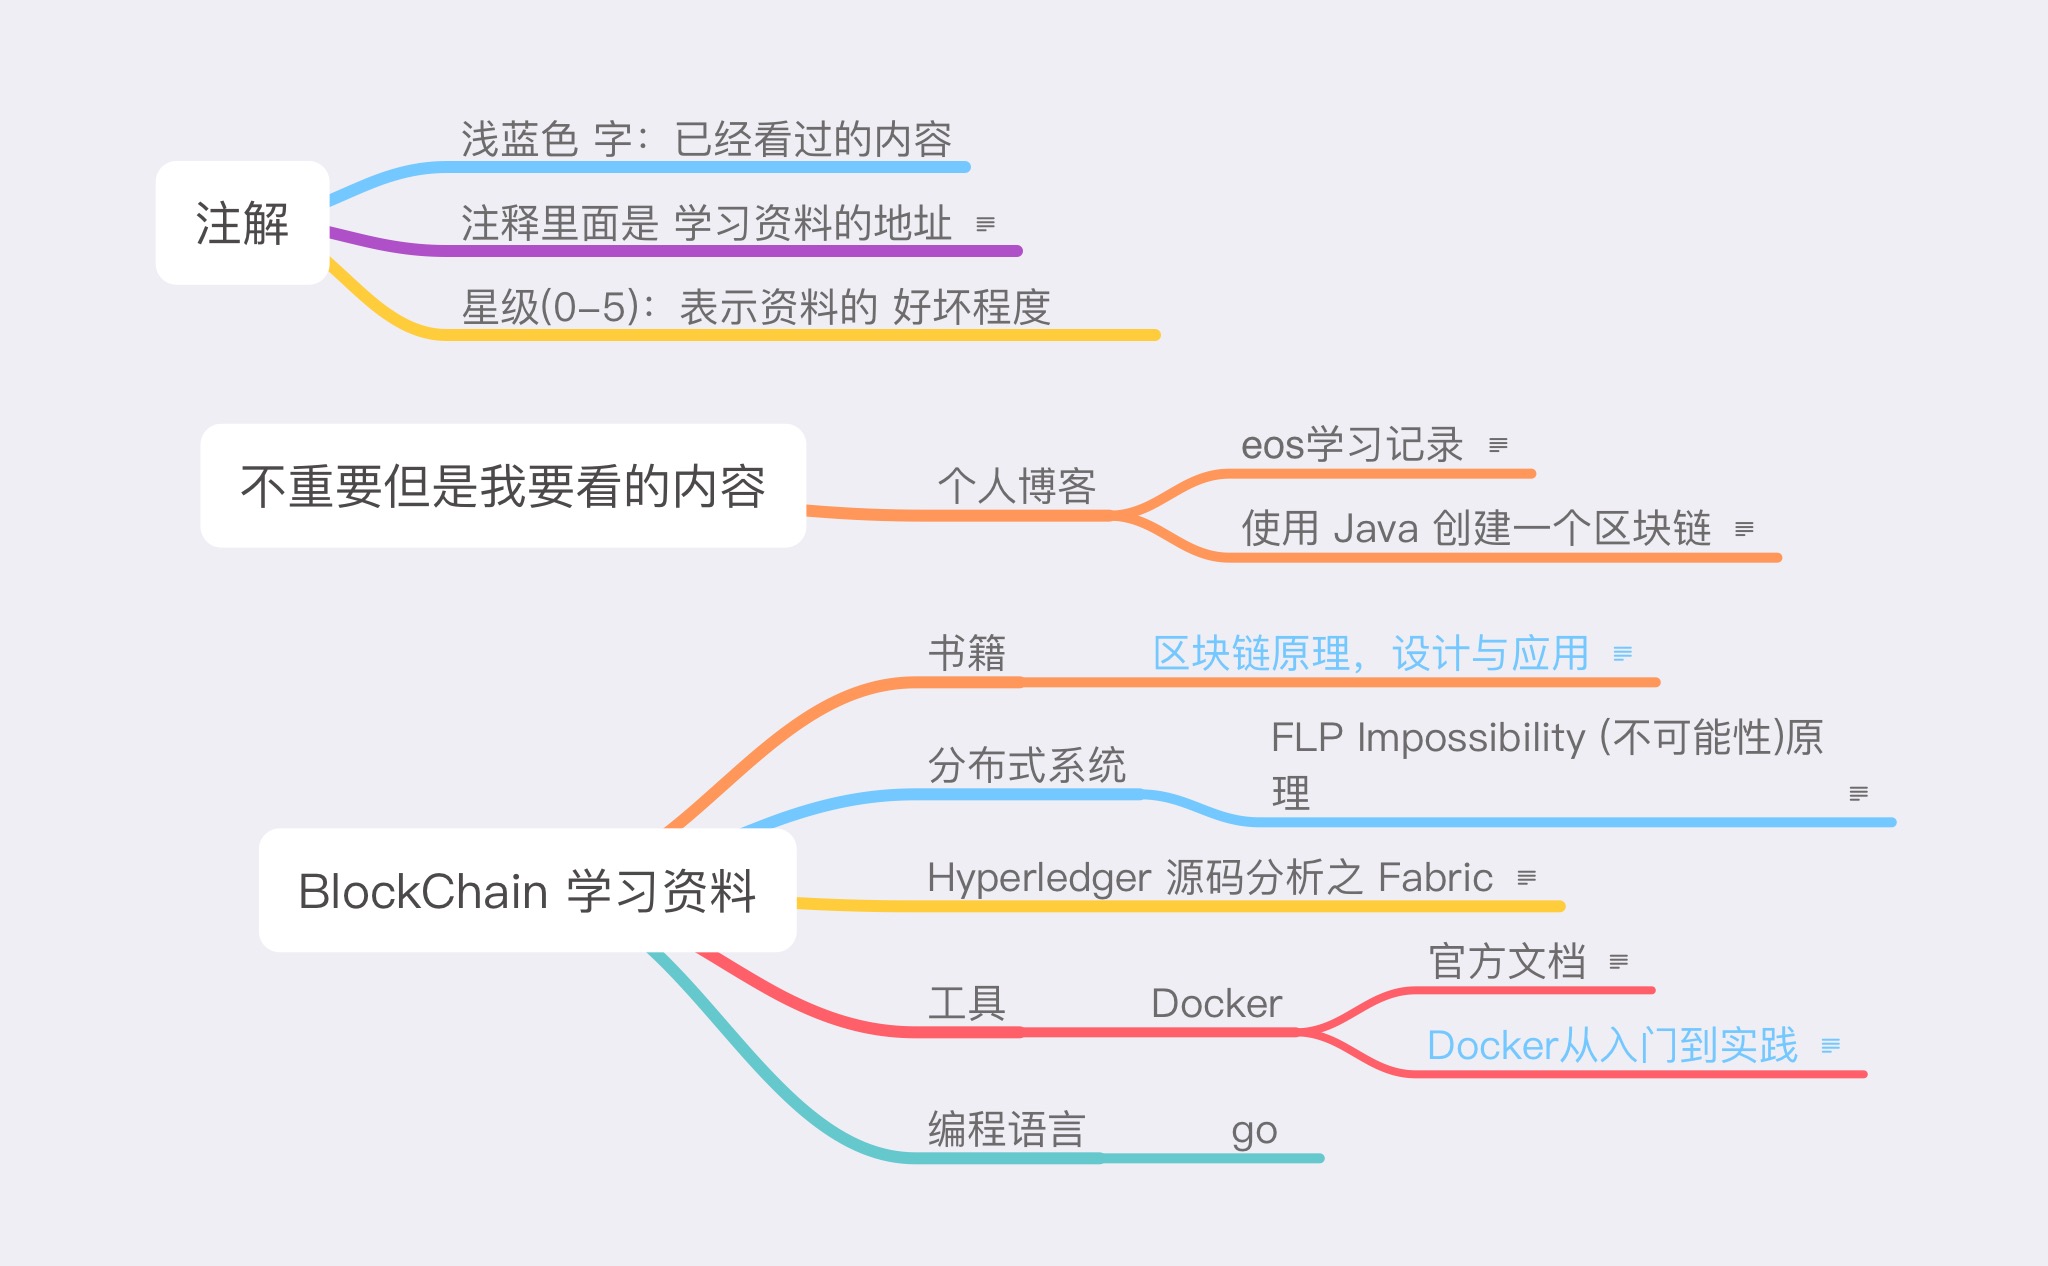 注解
浅蓝色 字：已经看过的内容
注释里面是 学习资料的地址
星级(0–5)：表示资料的 好坏程度
不重要但是我要看的内容
个人博客
eos学习记录
使用 Java 创建一个区块链
BlockChain 学习资料
书籍
区块链原理，设计与应用
分布式系统
FLP Impossibility (不可能性)原
理
Hyperledger 源码分析之 Fabric
工具
Docker
官方文档
Docker从入门到实践
编程语言
go